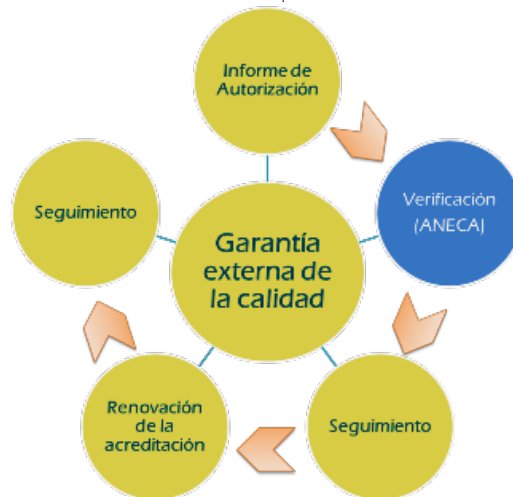 Informe de
Autorización
Verificación
(ANECA)
Seguimiento
Garantía
externa de
la calidad
Renovación
de la
acreditación
Seguimiento